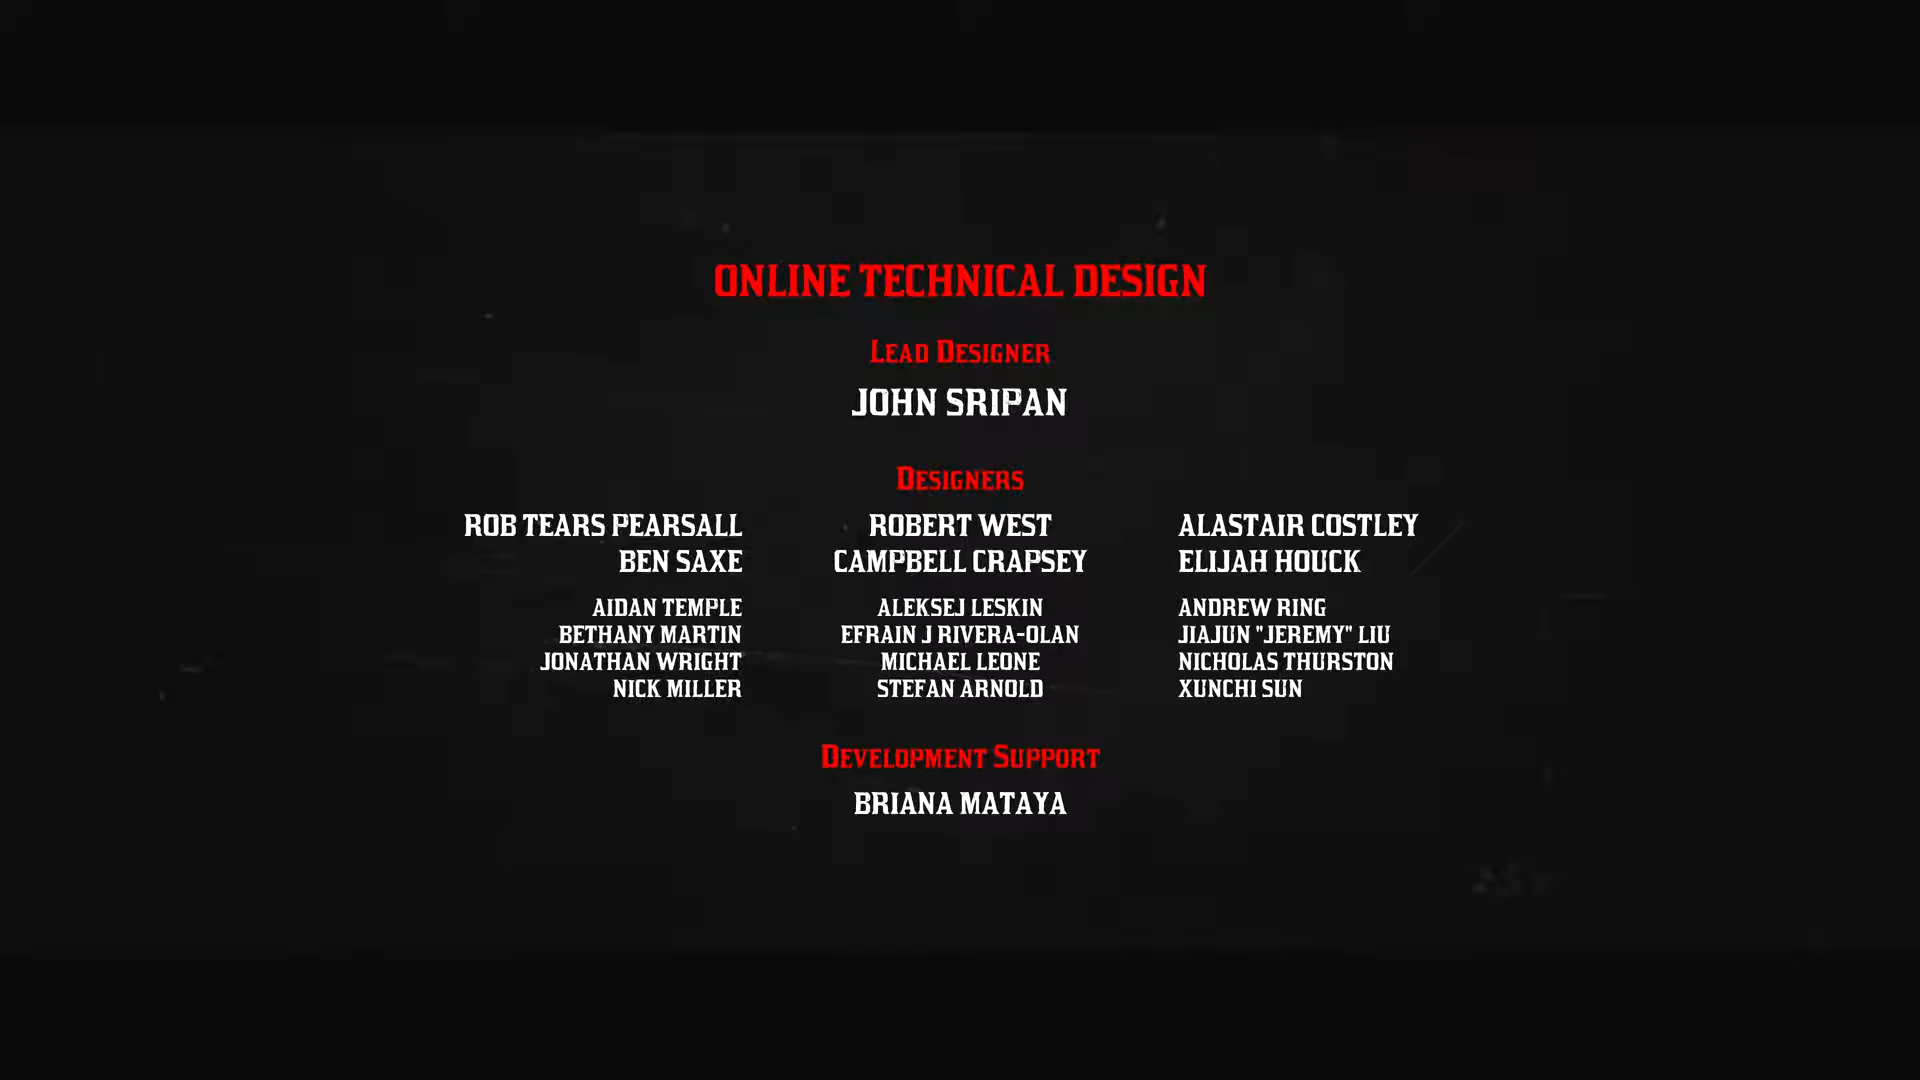 ONLINE TECHNICAL DESIGN
LEAD DESIGNER
JOHN SRIPAN
DESIGNERS
ROB TEARS PEARSALL ROBERT WEST ALASTAIR COSTLEY
BEN SAXE CAMPBELL CRAPSEY ELIJAH HOUCK
AIDAN TEMPLE ALEKSEJ LESKIN ANDREW RING
BETHANY MARTIN EFRAIN J RIVERA-OLAN JIAJUN "JEREMY" LIU
JONATHAN WRIGHT MICHAEL LEONE NICHOLAS THURSTON
NICK MILLER STEFAN ARNOLD XUNCHI SUN
DEVELOPMENT SUPPORT
BRIANA MATAYA